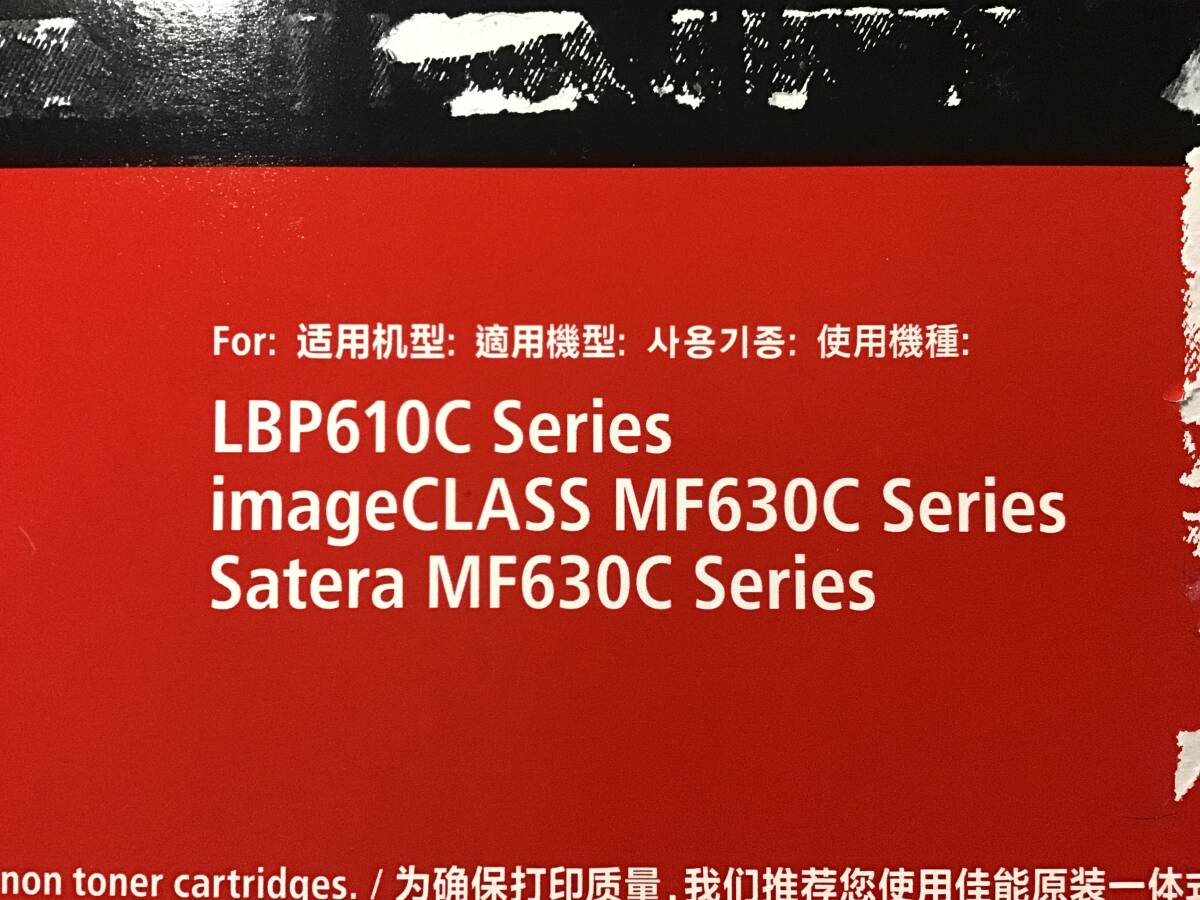 For: 适用机型: 適用機型: 사용기종: 使用機種:
LBP610C Series
imageCLASS MF630C Series
Satera MF630C Series
non toner cartridges. / 为确保打印质量,我们推荐您使用佳能原装一体式